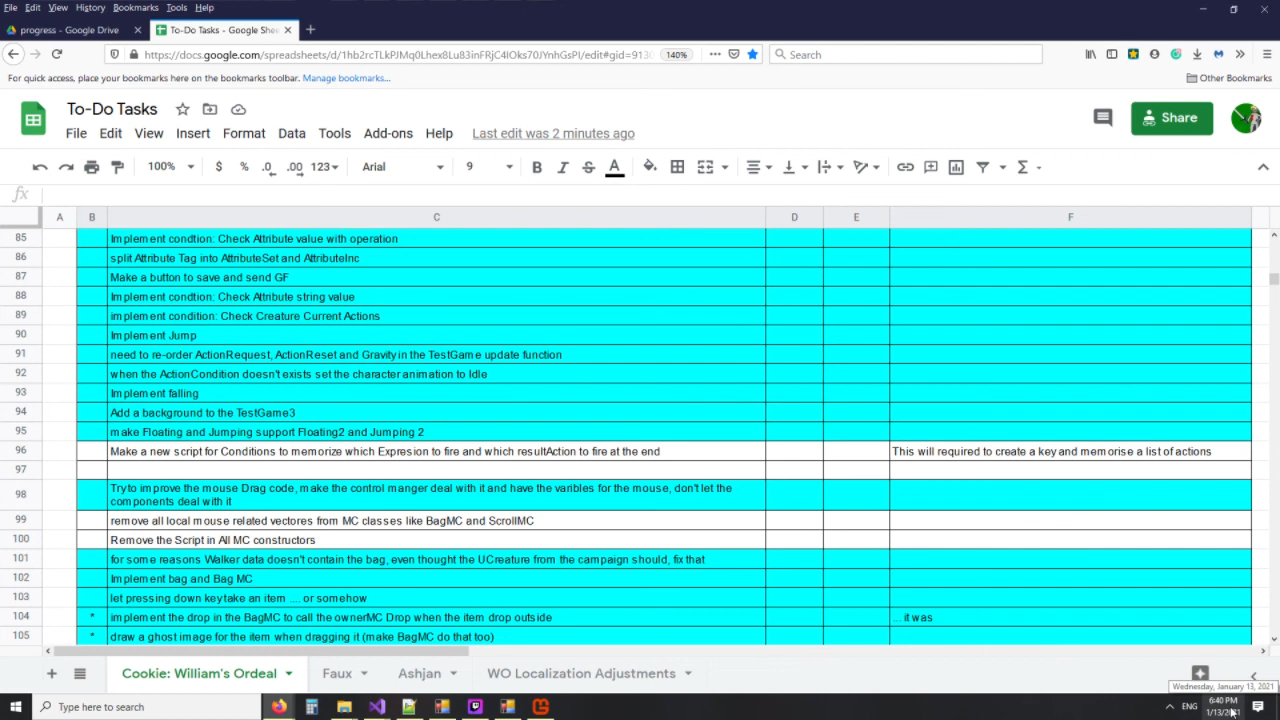 File Edit View History Bookmarks Tools Help
progress - Google Drive
To-Do Tasks - Google Shee
140%
Search
For quick access, place your bookmarks here on the bookmarks toolbar. Manage bookmarks...
Other Bookmarks
To-Do Tasks
File Edit View Insert Format Data Tools Add-ons Help Last edit was 2 minutes ago
Share
100% $ % .0 .00 123 Arial 9 B I S A
fx
A B C D E F
85 Implement condtion: Check Attribute value with operation
86 split Attribute Tag into AttributeSet and AttributeInc
87 Make a button to save and send GF
88 Implement condtion: Check Attribute string value
89 implement condition: Check Creature Current Actions
90 Implement Jump
91 need to re-order ActionRequest, ActionReset and Gravity in the TestGame update function
92 when the ActionCondition doesn't exists set the character animation to Idle
93 Implement falling
94 Add a background to the TestGame3
95 make Floating and Jumping support Floating2 and Jumping 2
96 Make a new script for Conditions to memorize which Expresion to fire and which resultAction to fire at the end This will required to create a key and memorise a list of actions
97
98 Try to improve the mouse Drag code, make the control manger deal with it and have the varibles for the mouse, don't let the
components deal with it
99 remove all local mouse related vectores from MC classes like BagMC and ScrollMC
100 Remove the Script in All MC constructors
101 for some reasons Walker data doesn't contain the bag, even thought the UCreature from the campaign should, fix that
102 Implement bag and Bag MC
103 let pressing down key take an item .... or somehow
104 * implement the drop in the BagMC to call the ownerMC Drop when the item drop outside ... it was
105 * draw a ghost image for the item when dragging it (make BagMC do that too)
Cookie: William's Ordeal Faux Ashjan WO Localization Adjustments
Wednesday, January 13, 2021
Type here to search
ENG
6:40 PM